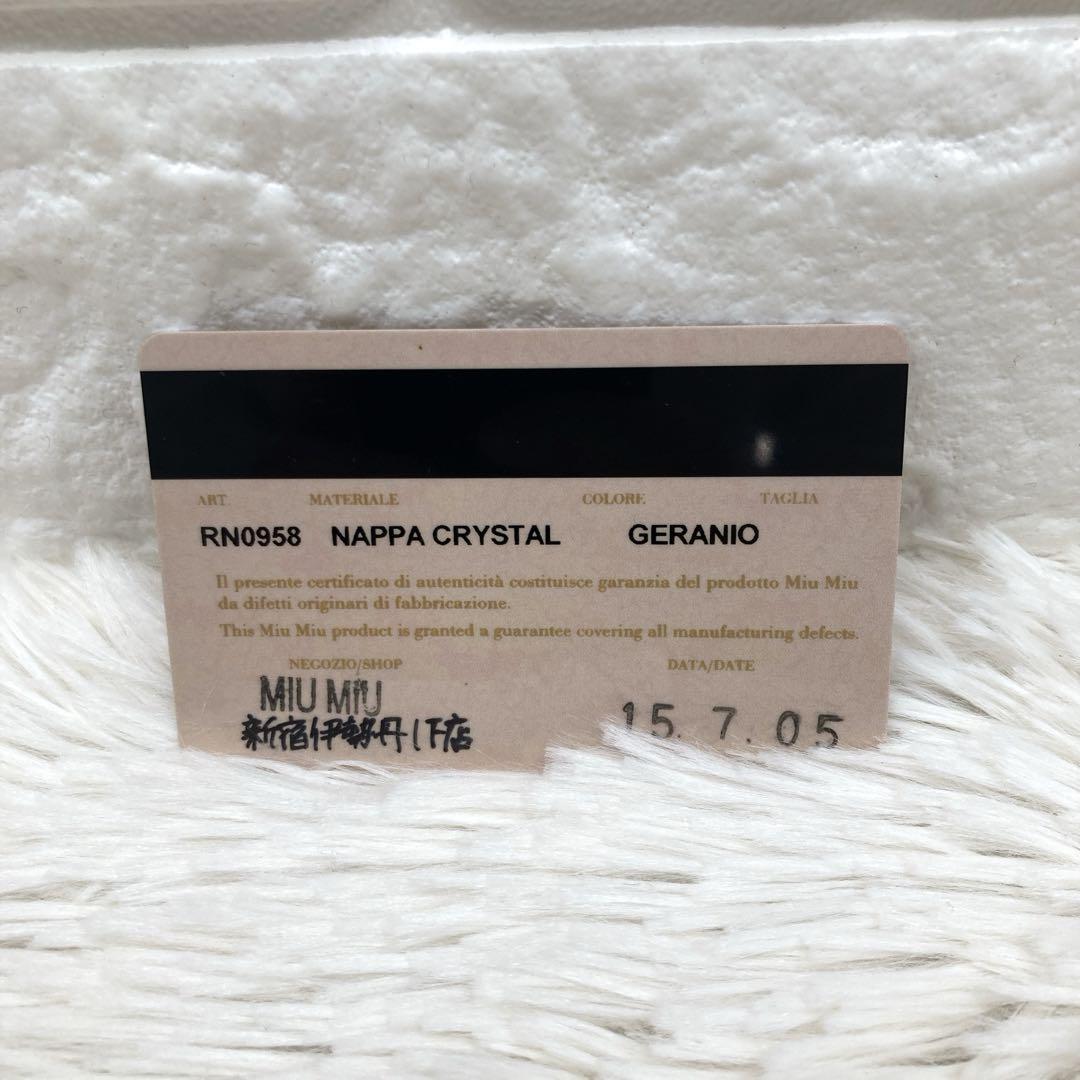 ART. MATERIALE COLORE TAGLIA
RN0958 NAPPA CRYSTAL GERANIO
Il presente certificato di autenticità costituisce garanzia del prodotto Miu Miu
da difetti originari di fabbricazione.
This Miu Miu product is granted a guarantee covering all manufacturing defects.
NEGOZIO/SHOP DATA/DATE
MIU MIU
新宿伊勢丹1F店 15. 7. 05